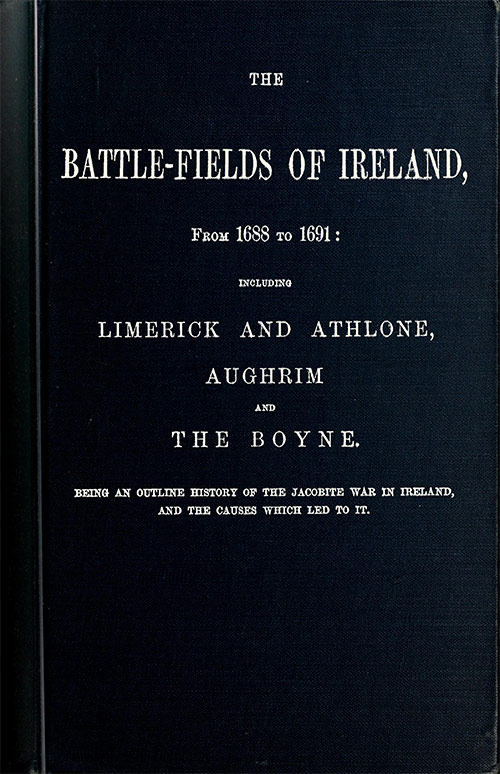 THE
BATTLE-FIELDS OF IRELAND,
FROM 1688 TO 1691:
INCLUDING
LIMERICK AND ATHLONE,
AUGHRIM
AND
THE BOYNE.
BEING AN OUTLINE HISTORY OF THE JACOBITE WAR IN IRELAND,
AND THE CAUSES WHICH LED TO IT.